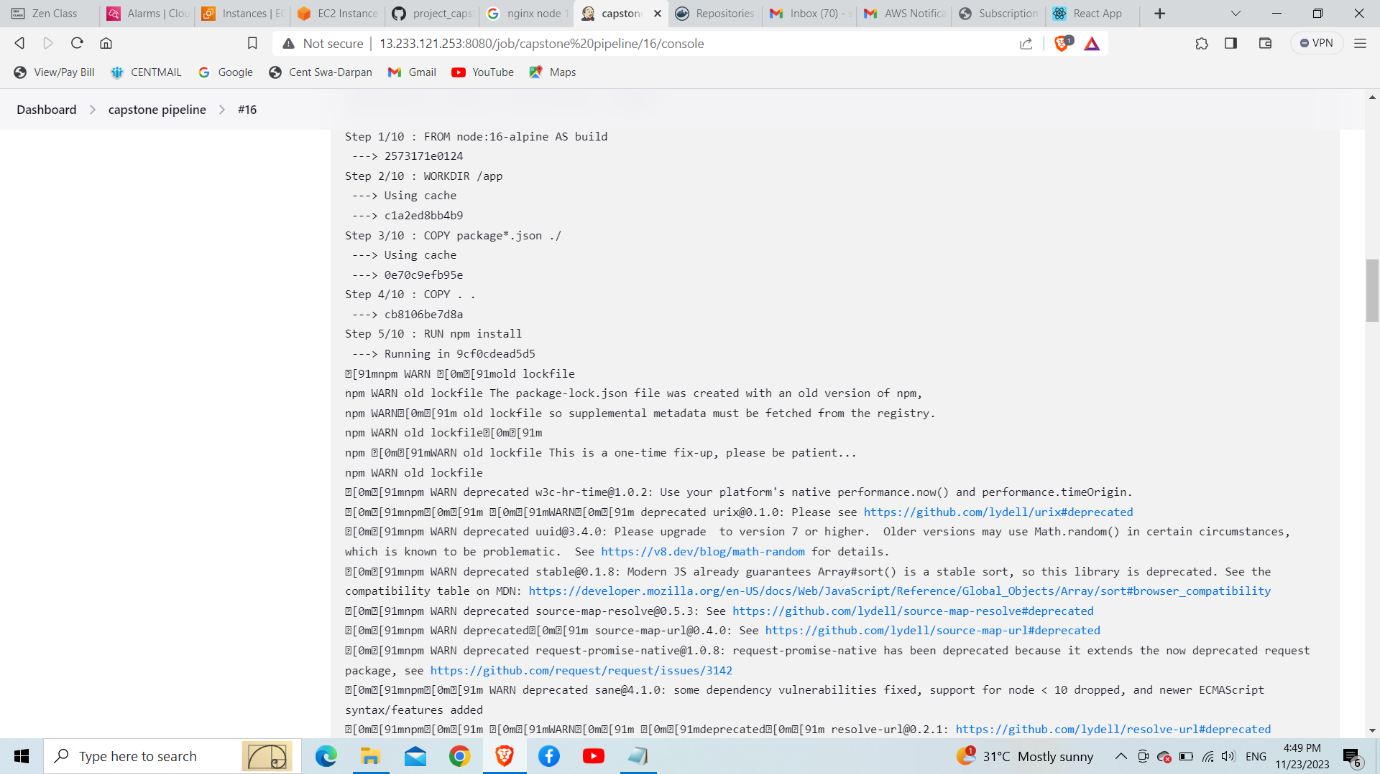 Zen Class
Alarms | Clou
Instances | EC
EC2 Instance
project_caps
nginx node 1
capston
Repositories
Inbox (70) - s
AWS Notifica
Subscription
React App
Not secure
13.233.121.253:8080/job/capstone%20pipeline/16/console
1
VPN
View/Pay Bill
CENTMAIL
Google
Cent Swa-Darpan
Gmail
YouTube
Maps
Dashboard > capstone pipeline > #16
Step 1/10 : FROM node:16-alpine AS build
---> 2573171e0124
Step 2/10 : WORKDIR /app
---> Using cache
---> c1a2ed8bb4b9
Step 3/10 : COPY package*.json ./
---> Using cache
---> 0e70c9efb95e
Step 4/10 : COPY . .
---> cb8106be7d8a
Step 5/10 : RUN npm install
---> Running in 9cf0cdead5d5
[91mnpm WARN [0m[91mold lockfile
npm WARN old lockfile The package-lock.json file was created with an old version of npm,
npm WARN[0m[91m old lockfile so supplemental metadata must be fetched from the registry.
npm WARN old lockfile[0m[91m
npm [0m[91mWARN old lockfile This is a one-time fix-up, please be patient...
npm WARN old lockfile
[0m[91mnpm WARN deprecated w3c-hr-time@1.0.2: Use your platform's native performance.now() and performance.timeOrigin.
[0m[91mnpm[0m[91m [0m[91mWARN[0m[91m deprecated urix@0.1.0: Please see https://github.com/lydell/urix#deprecated
[0m[91mnpm WARN deprecated uuid@3.4.0: Please upgrade  to version 7 or higher.  Older versions may use Math.random() in certain circumstances,
which is known to be problematic.  See https://v8.dev/blog/math-random for details.
[0m[91mnpm WARN deprecated stable@0.1.8: Modern JS already guarantees Array#sort() is a stable sort, so this library is deprecated. See the
compatibility table on MDN: https://developer.mozilla.org/en-US/docs/Web/JavaScript/Reference/Global_Objects/Array/sort#browser_compatibility
[0m[91mnpm WARN deprecated source-map-resolve@0.5.3: See https://github.com/lydell/source-map-resolve#deprecated
[0m[91mnpm WARN deprecated[0m[91m source-map-url@0.4.0: See https://github.com/lydell/source-map-url#deprecated
[0m[91mnpm WARN deprecated request-promise-native@1.0.8: request-promise-native has been deprecated because it extends the now deprecated request
package, see https://github.com/request/request/issues/3142
[0m[91mnpm[0m[91m WARN deprecated sane@4.1.0: some dependency vulnerabilities fixed, support for node < 10 dropped, and newer ECMAScript
syntax/features added
[0m[91mnpm[0m[91m [0m[91mWARN[0m[91m [0m[91mdeprecated[0m[91m resolve-url@0.2.1: https://github.com/lydell/resolve-url#deprecated
Type here to search
1
31°C Mostly sunny
ENG
4:49 PM
11/23/2023
6